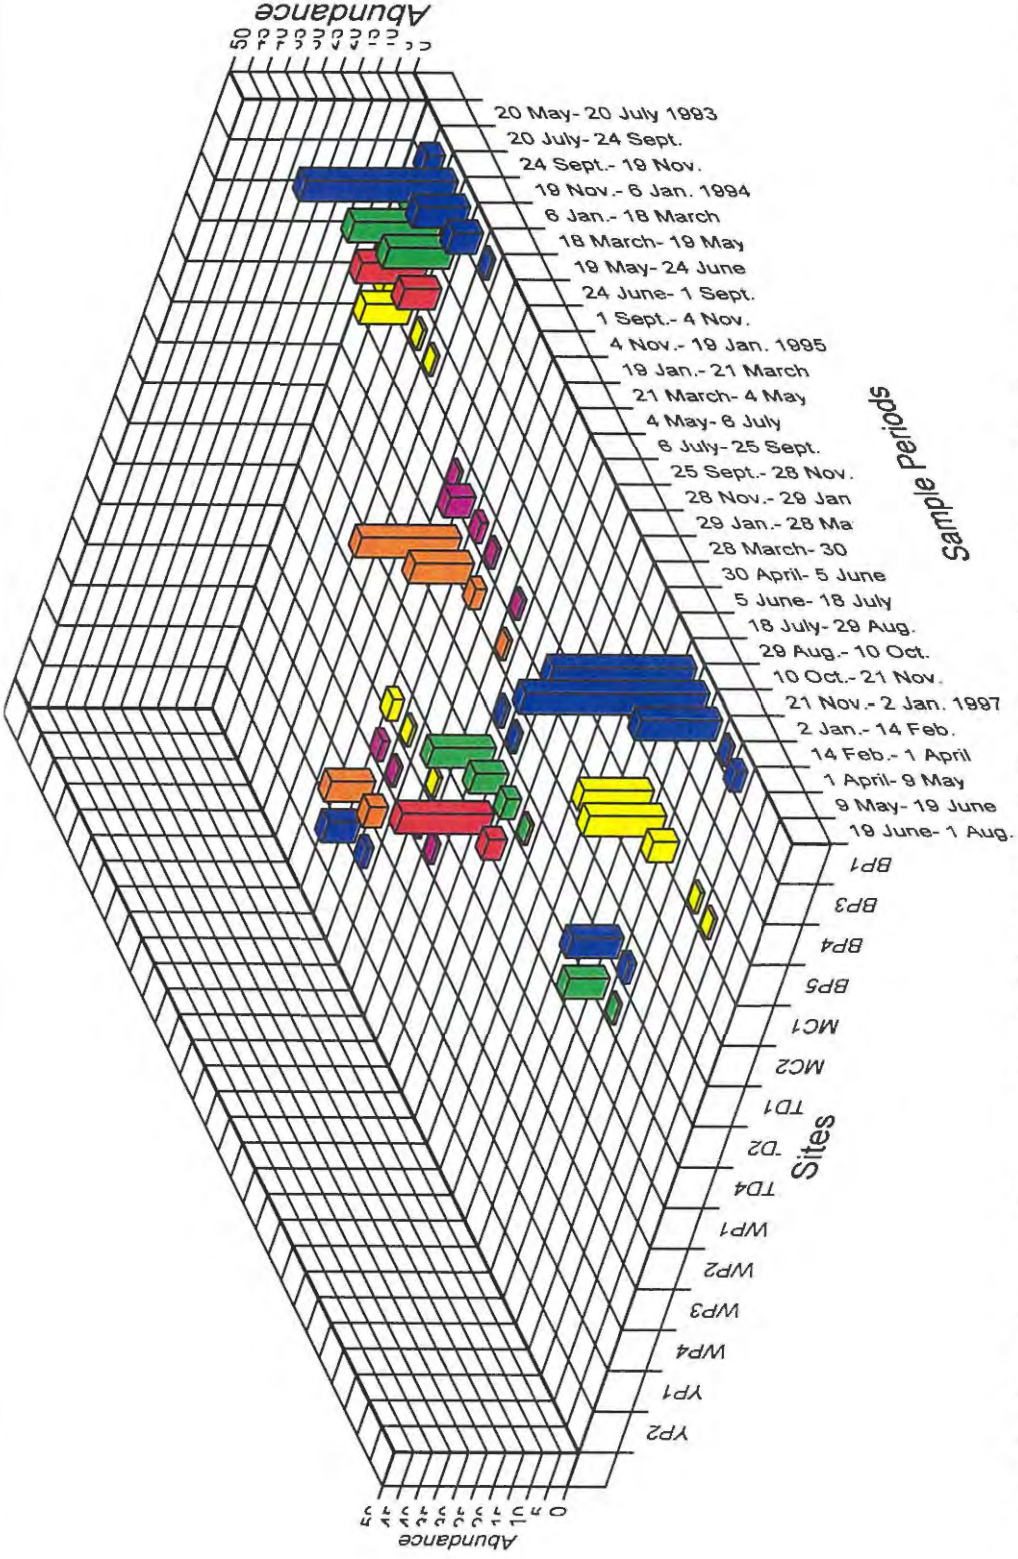 Abundance
50
20 May- 20 July 1993
20 July- 24 Sept.
24 Sept.- 19 Nov.
19 Nov.- 6 Jan. 1994
6 Jan.- 18 March
18 March- 19 May
19 May- 24 June
24 June- 1 Sept.
1 Sept.- 4 Nov.
4 Nov.- 19 Jan. 1995
19 Jan.- 21 March
21 March- 4 May
4 May- 6 July
6 July- 25 Sept.
25 Sept.- 28 Nov.
28 Nov.- 29 Jan
29 Jan.- 28 Ma
28 March- 30
30 April- 5 June
5 June- 18 July
18 July- 29 Aug.
29 Aug.- 10 Oct.
10 Oct.- 21 Nov.
21 Nov.- 2 Jan. 1997
2 Jan.- 14 Feb.
14 Feb.- 1 April
1 April- 9 May
9 May- 19 June
19 June- 1 Aug.
Sample Periods
BP1
BP3
BP4
BP5
MC1
MC2
TD1
D2
TD4
WP1
WP2
WP3
WP4
YP1
YP2
Sites
15
10
5
0
Abundance